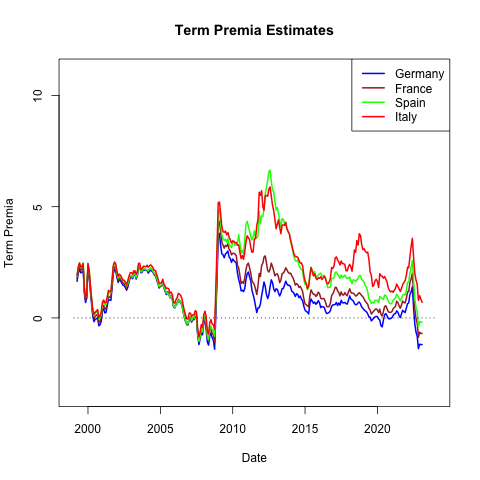 Term Premia Estimates
Germany
France
Spain
Italy
Term Premia
10
5
0
2000 2005 2010 2015 2020
Date